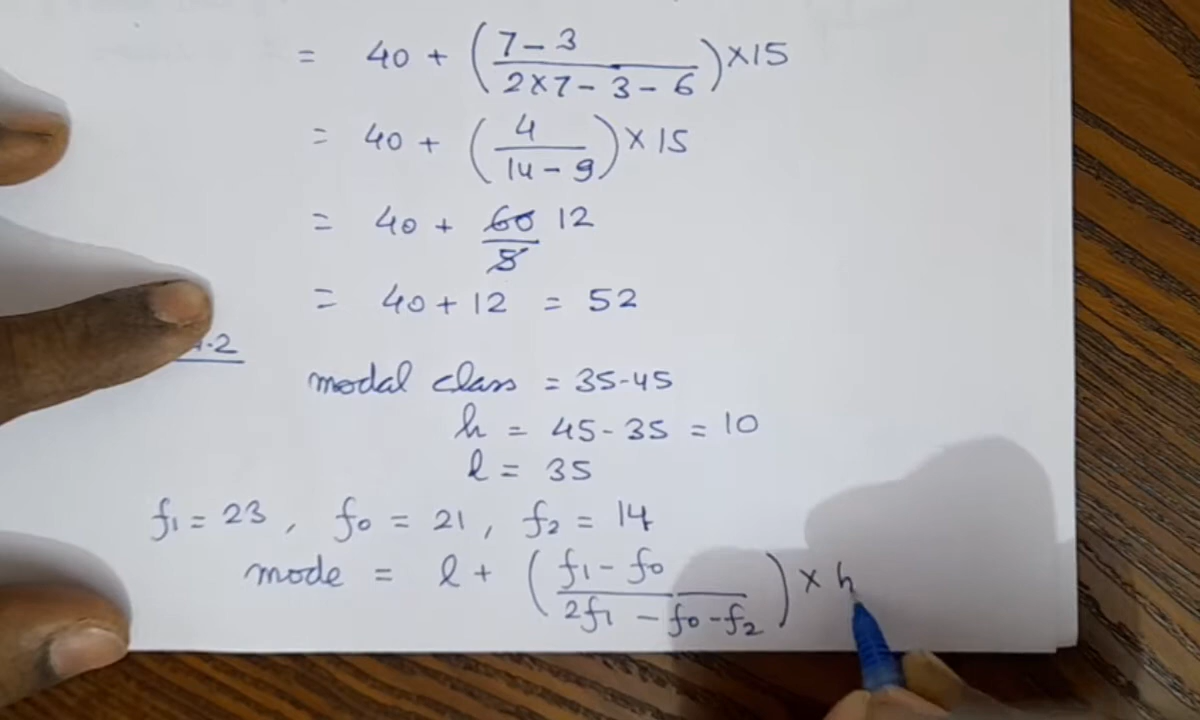 = 40 + (7-3 / 2×7-3-6) ×15
= 40 + (4 / 14-9) × 15
= 40 + 60/5 12
= 40 + 12 = 52
.2
modal class = 35-45
h = 45-35 = 10
l = 35
f1 = 23, f0 = 21, f2 = 14
mode = l + (f1 - f0 / 2f1 - f0 - f2) × h